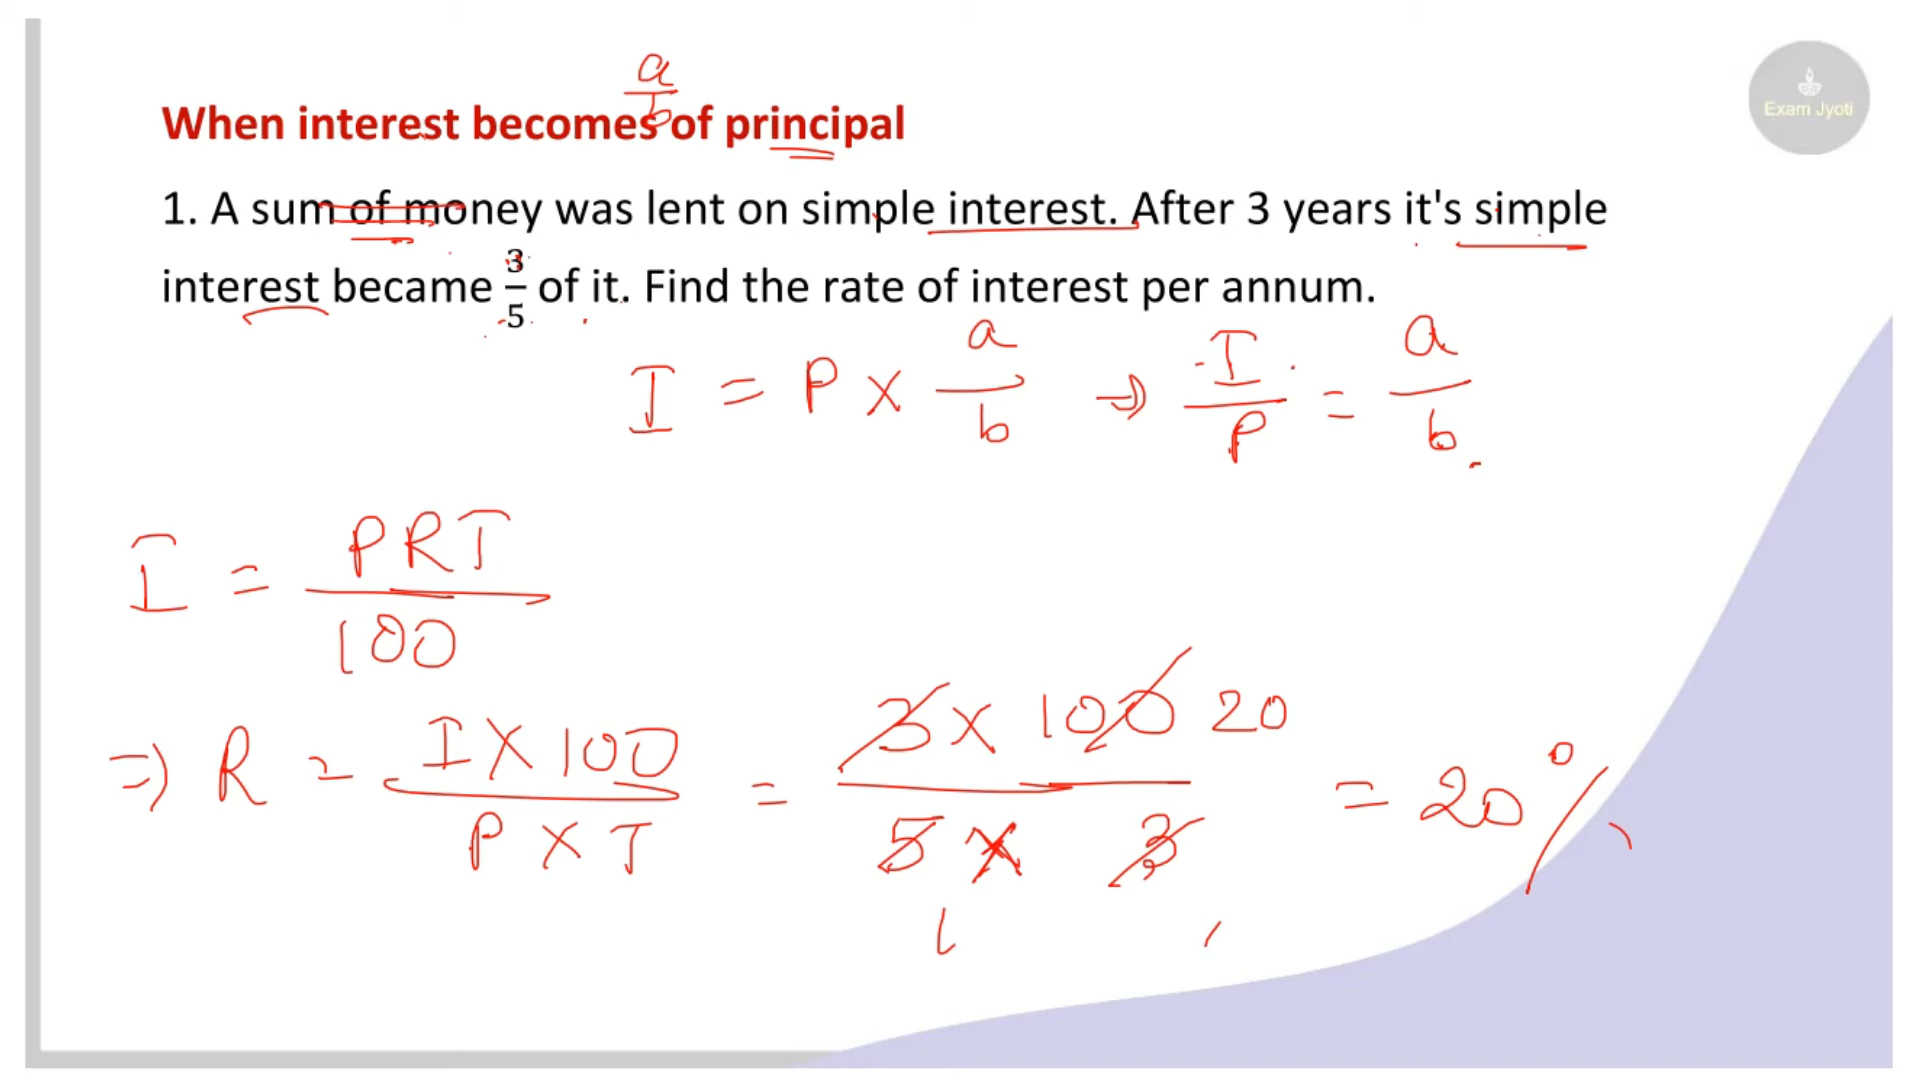 a/b
When interest becomes of principal
Exam Jyoti
1. A sum of money was lent on simple interest. After 3 years it's simple
interest became 3/5 of it. Find the rate of interest per annum.
I = P × a/b ⇒ I/P = a/b
I = PRT/100
⇒ R = I × 100 / P × T = 3 × 100 20 / 5 × 3 = 20%
1